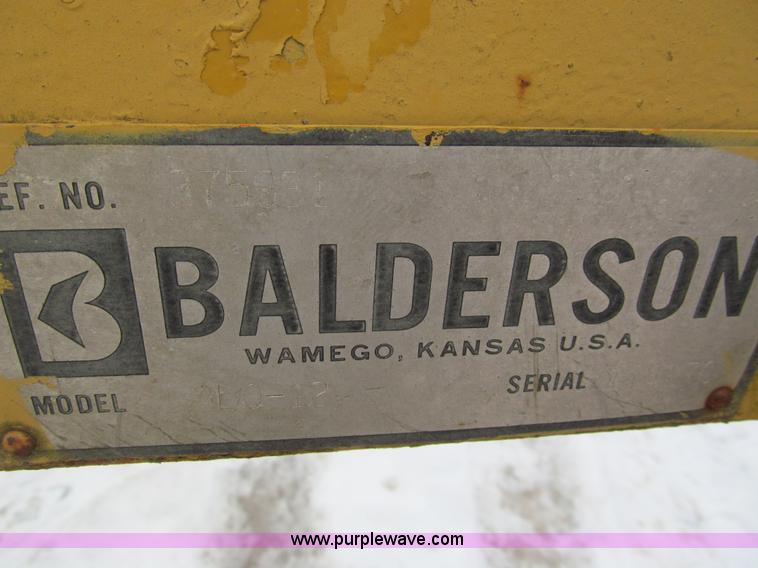 EF. NO.
B BALDERSON
WAMEGO, KANSAS U.S.A.
MODEL SERIAL
www.purplewave.com